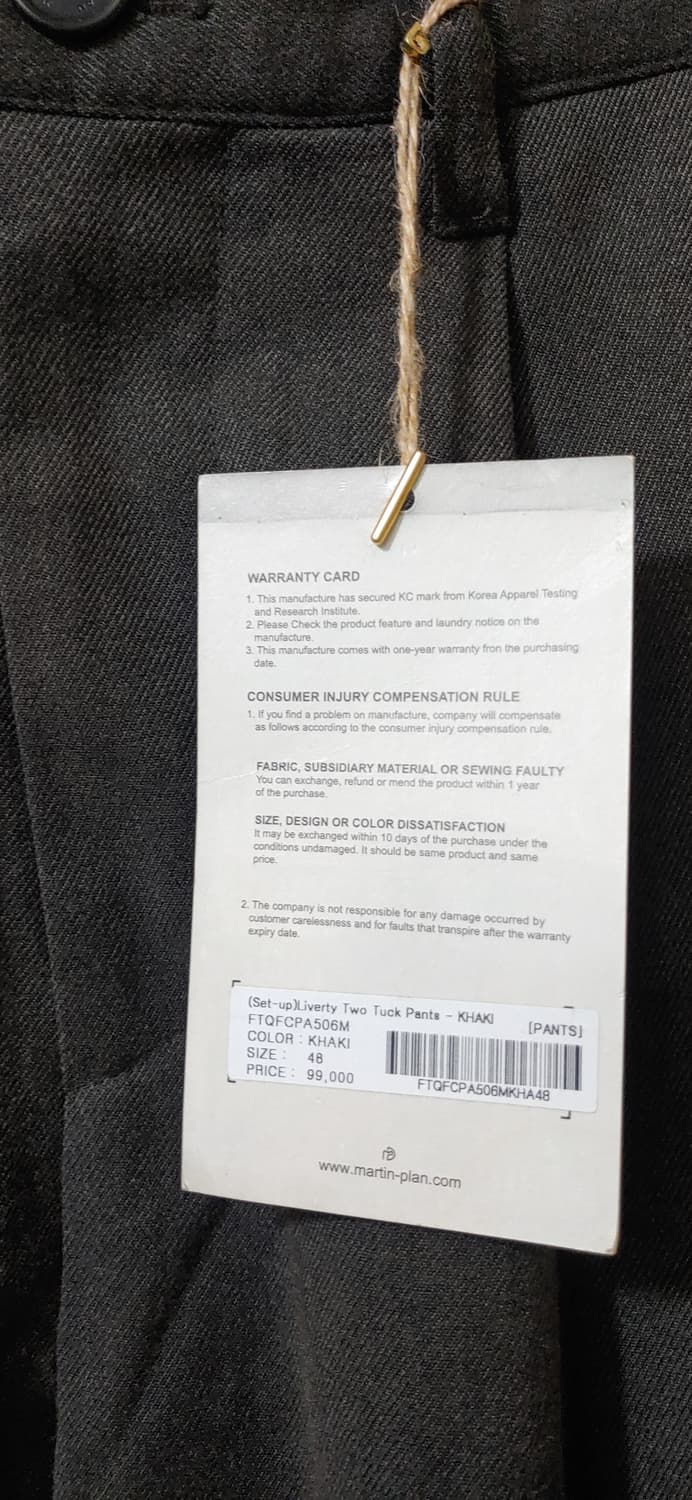 WARRANTY CARD
1. This manufacture has secured KC mark from Korea Apparel Testing
and Research Institute.
2. Please Check the product feature and laundry notice on the
manufacture.
3. This manufacture comes with one-year warranty fron the purchasing
date.
CONSUMER INJURY COMPENSATION RULE
1. If you find a problem on manufacture, company will compensate
as follows according to the consumer injury compensation rule.
FABRIC, SUBSIDIARY MATERIAL OR SEWING FAULTY
You can exchange, refund or mend the product within 1 year
of the purchase.
SIZE, DESIGN OR COLOR DISSATISFACTION
It may be exchanged within 10 days of the purchase under the
conditions undamaged. It should be same product and same
price.
2. The company is not responsible for any damage occurred by
customer carelessness and for faults that transpire after the warranty
expiry date.
(Set-up)Liverty Two Tuck Pants - KHAKI
[PANTS]
FTQFCPA506M
COLOR : KHAKI
SIZE : 48
PRICE : 99,000
FTQFCPA506MKHA48
www.martin-plan.com